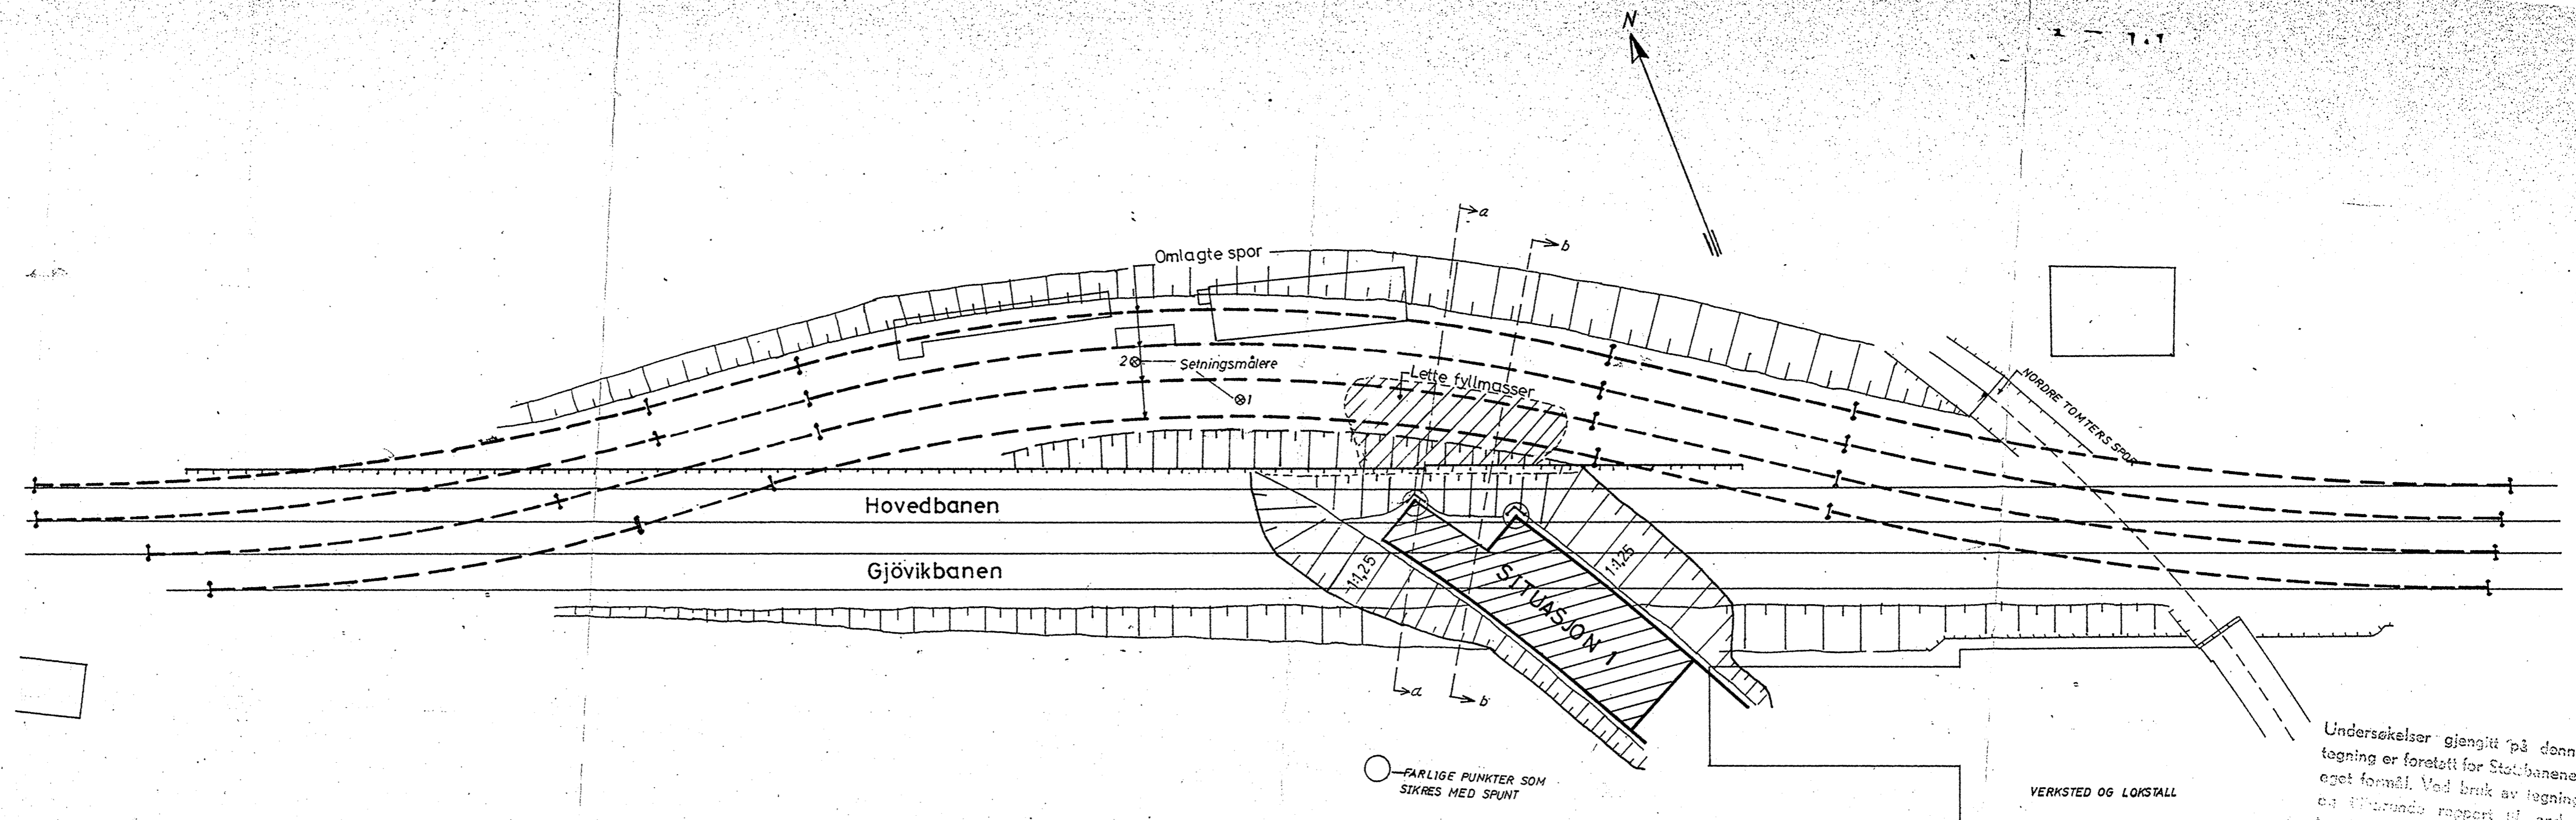 N
a
b
Omlagte spor
2
Setningsmålere
1
Lette fyllmasser
NORDRE TOMTERS SPOR
Hovedbanen
Gjövikbanen
1:1,25
1:1,25
SITUASJON 1
a
b
FARLIGE PUNKTER SOM
SIKRES MED SPUNT
VERKSTED OG LOKSTALL
Undersøkelser gjengitt på denn
tegning er foretatt for Statsbanene
eget formål. Ved bruk av tegning
rapport til